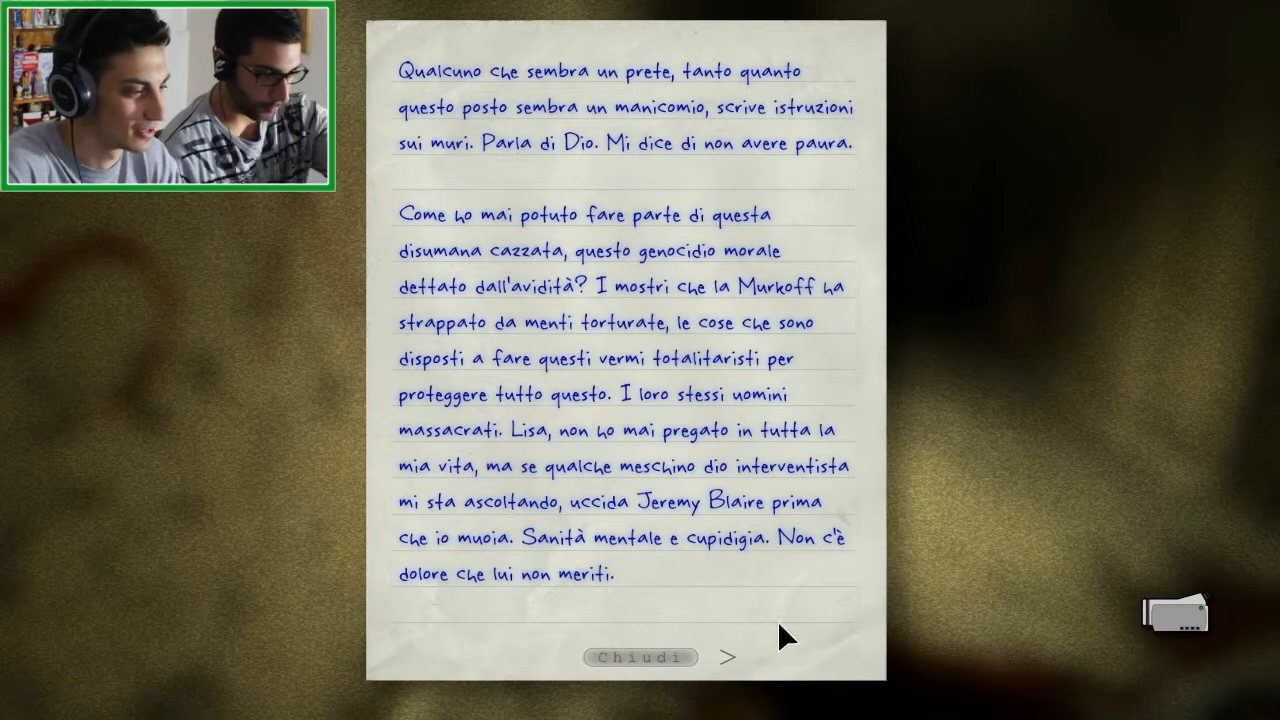 Qualcuno che sembra un prete, tanto quanto
questo posto sembra un manicomio, scrive istruzioni
sui muri. Parla di Dio. Mi dice di non avere paura.
Come ho mai potuto fare parte di questa
disumana cazzata, questo genocidio morale
dettato dall'avidità? I mostri che la Murkoff ha
strappato da menti torturate, le cose che sono
disposti a fare questi vermi totalitaristi per
proteggere tutto questo. I loro stessi uomini
massacrati. Lisa, non ho mai pregato in tutta la
mia vita, ma se qualche meschino dio interventista
mi sta ascoltando, uccida Jeremy Blaire prima
che io muoia. Sanità mentale e cupidigia. Non c'è
dolore che lui non meriti.
Chiudi >